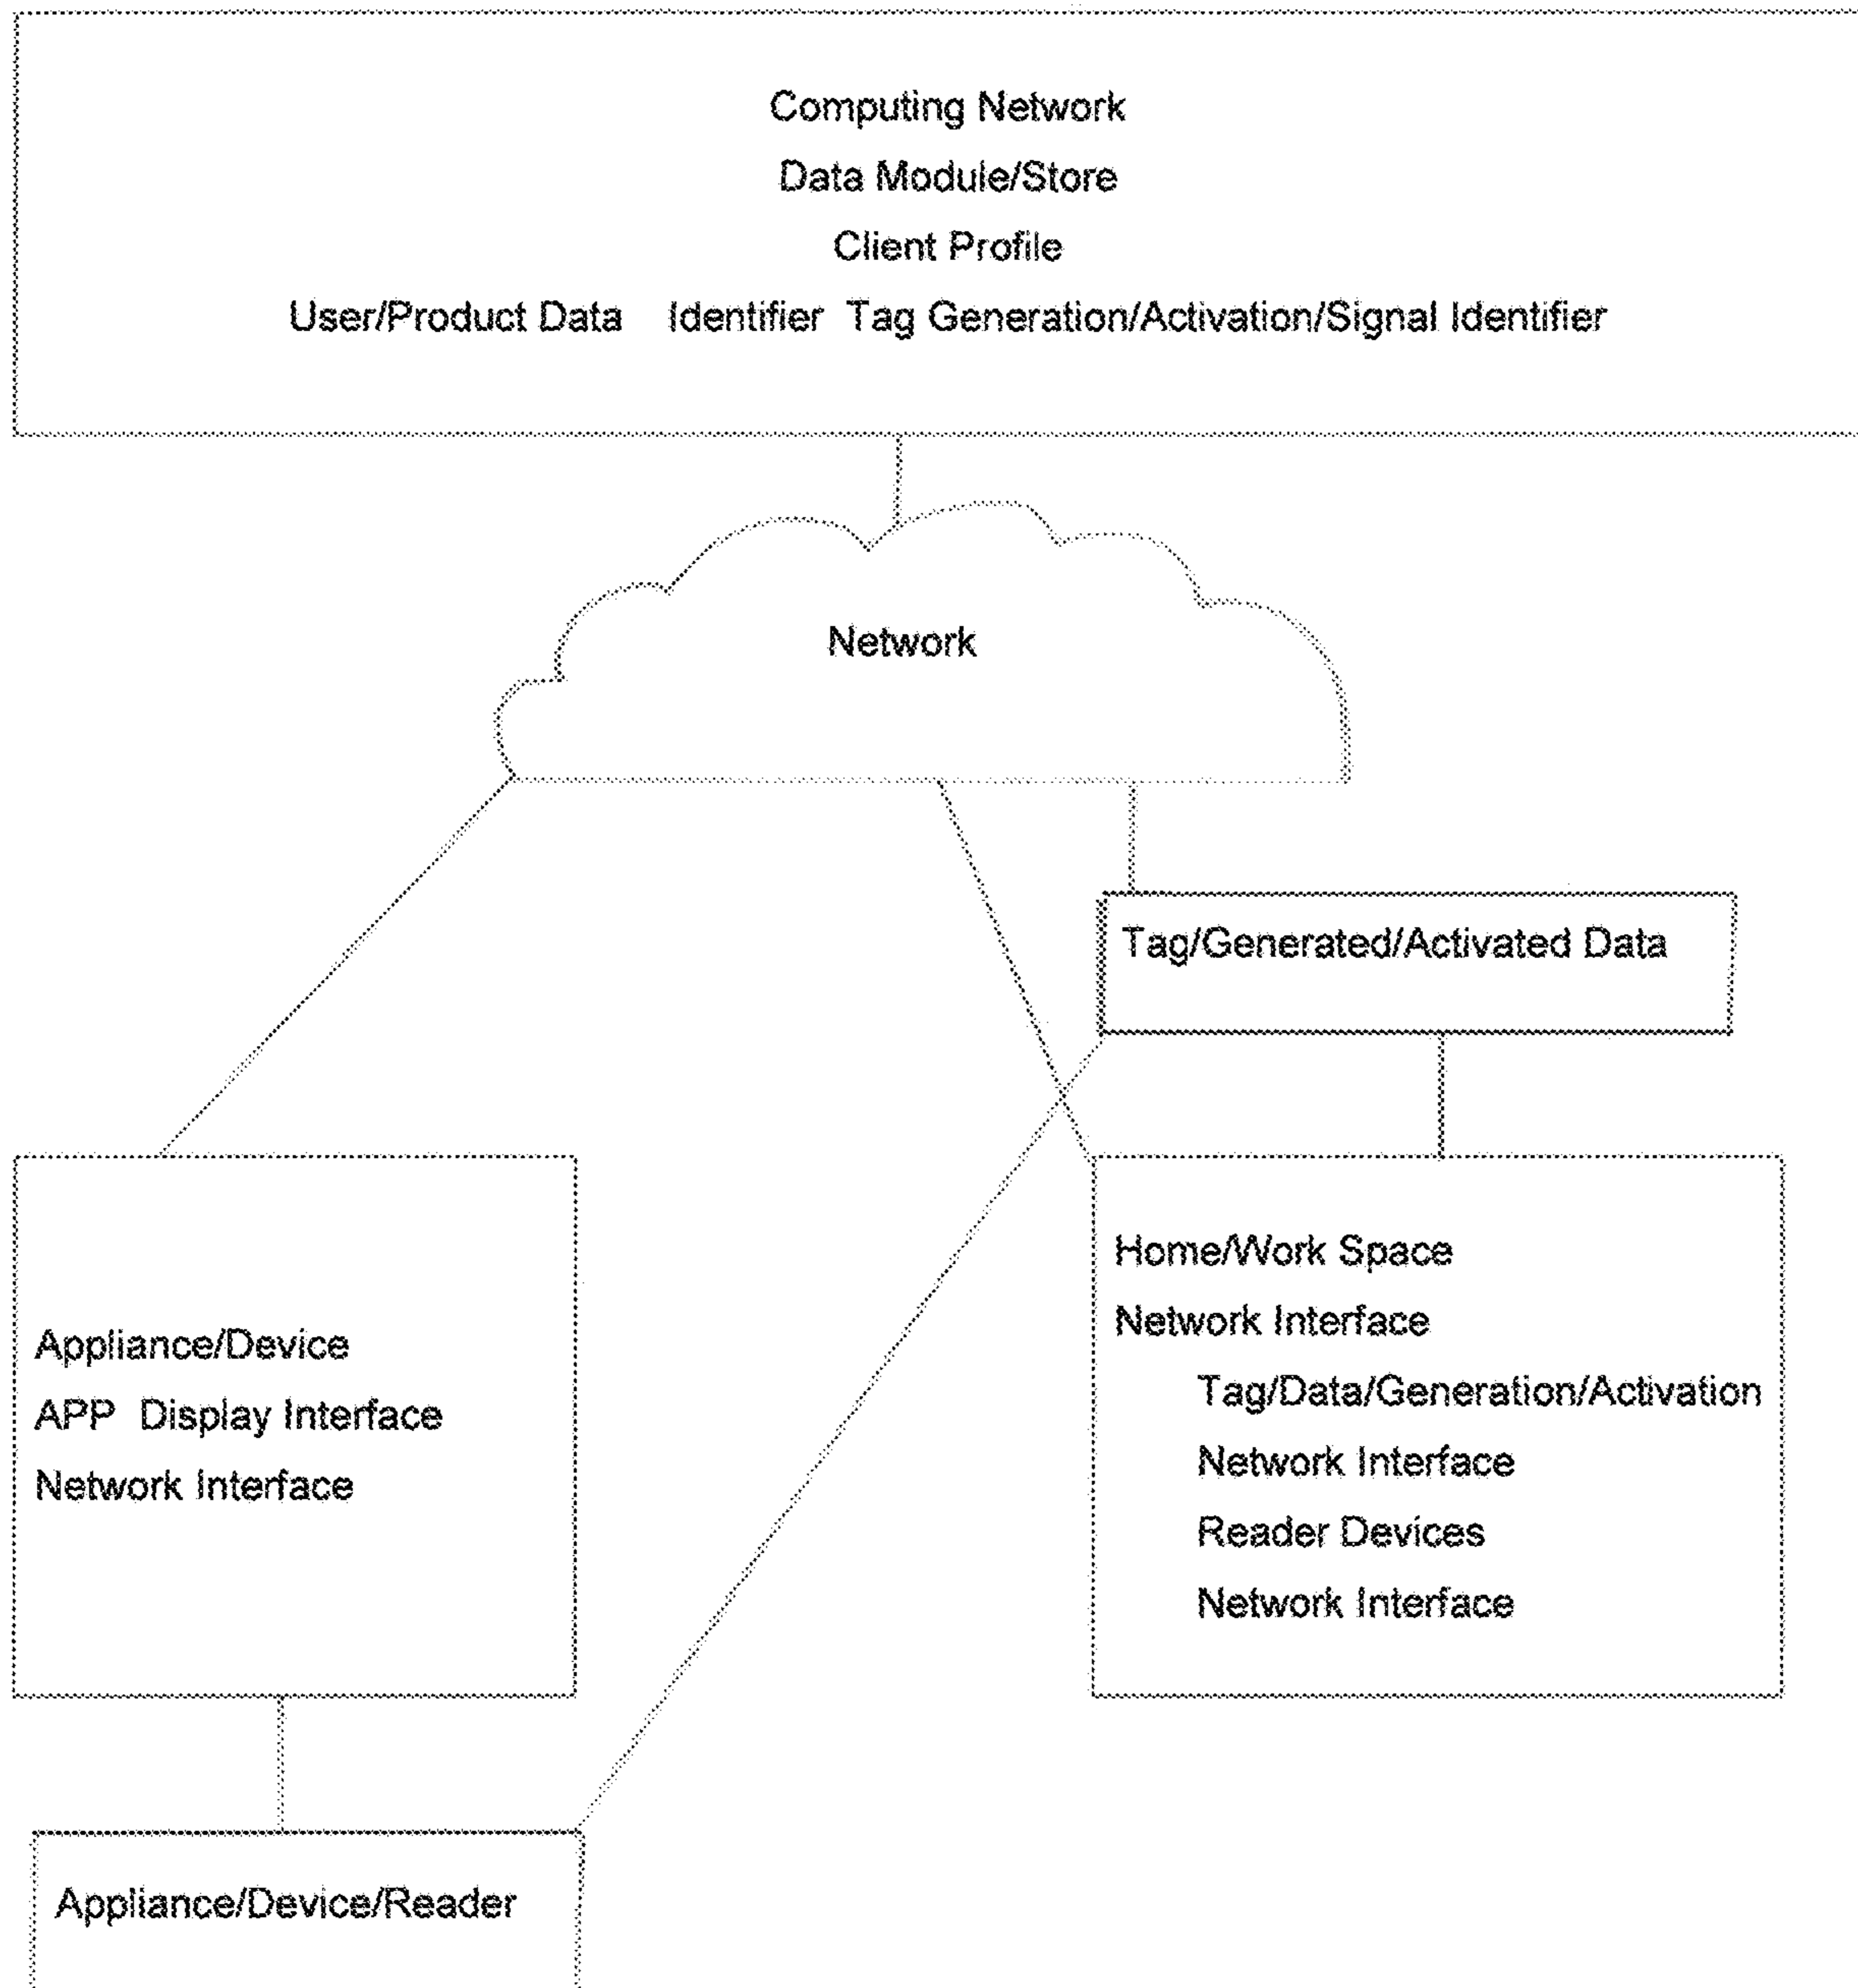 Computing Network
Data Module/Store
Client Profile
User/Product Data Identifier Tag Generation/Activation/Signal Identifier
Network
Tag/Generated/Activated Data
Home/Work Space
Network Interface
Tag/Data/Generation/Activation
Network Interface
Reader Devices
Network Interface
Appliance/Device
APP Display Interface
Network Interface
Appliance/Device/Reader